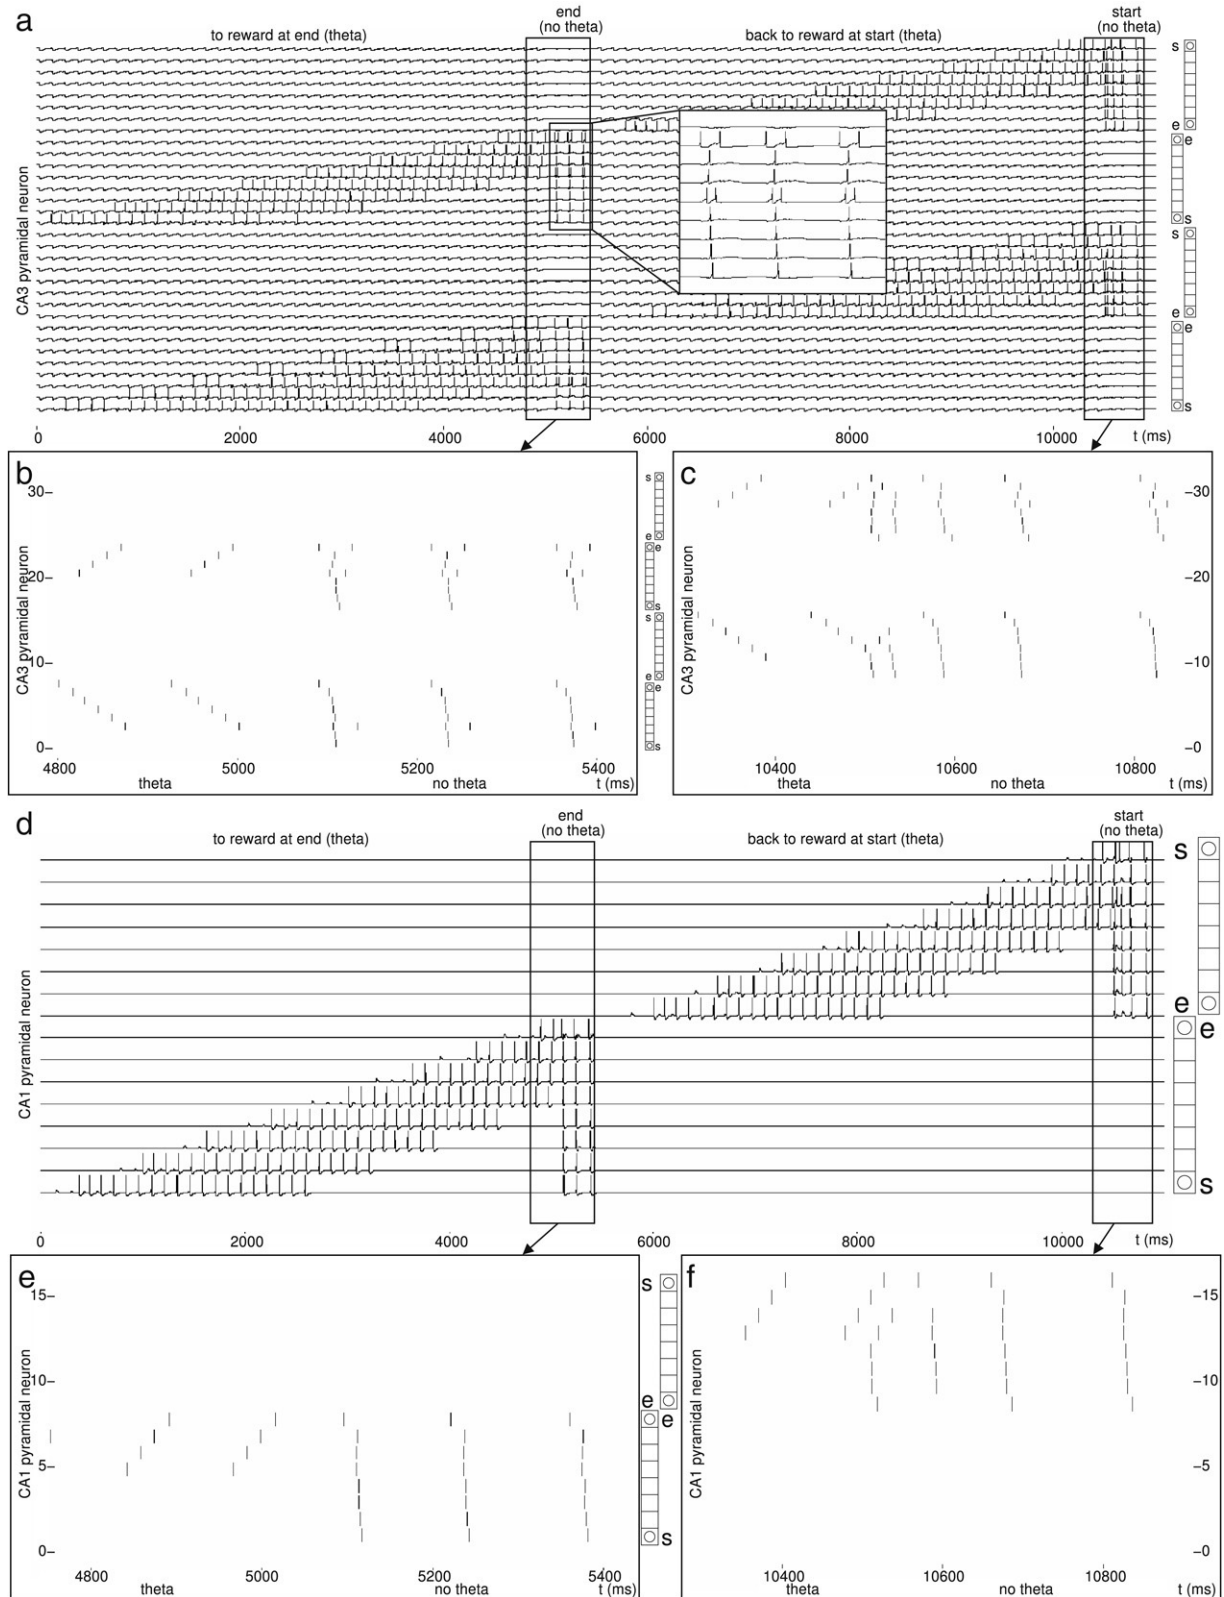 a
end
(no theta)
start
(no theta)
to reward at end (theta)
back to reward at start (theta)
CA3 pyramidal neuron
s
e
e
s
s
e
e
s
0
2000
4000
6000
8000
10000
t (ms)
b
CA3 pyramidal neuron
30–
20–
10–
0–
4800
5000
5200
5400
theta
no theta
t (ms)
s
e
e
s
s
e
e
s
c
CA3 pyramidal neuron
–30
–20
–10
–0
10400
10600
10800
theta
no theta
t (ms)
d
end
(no theta)
start
(no theta)
to reward at end (theta)
back to reward at start (theta)
CA1 pyramidal neuron
s
e
e
s
0
2000
4000
6000
8000
10000
t (ms)
e
CA1 pyramidal neuron
15–
10–
5–
0–
4800
5000
5200
5400
theta
no theta
t (ms)
s
e
e
s
f
CA1 pyramidal neuron
–15
–10
–5
–0
10400
10600
10800
theta
no theta
t (ms)